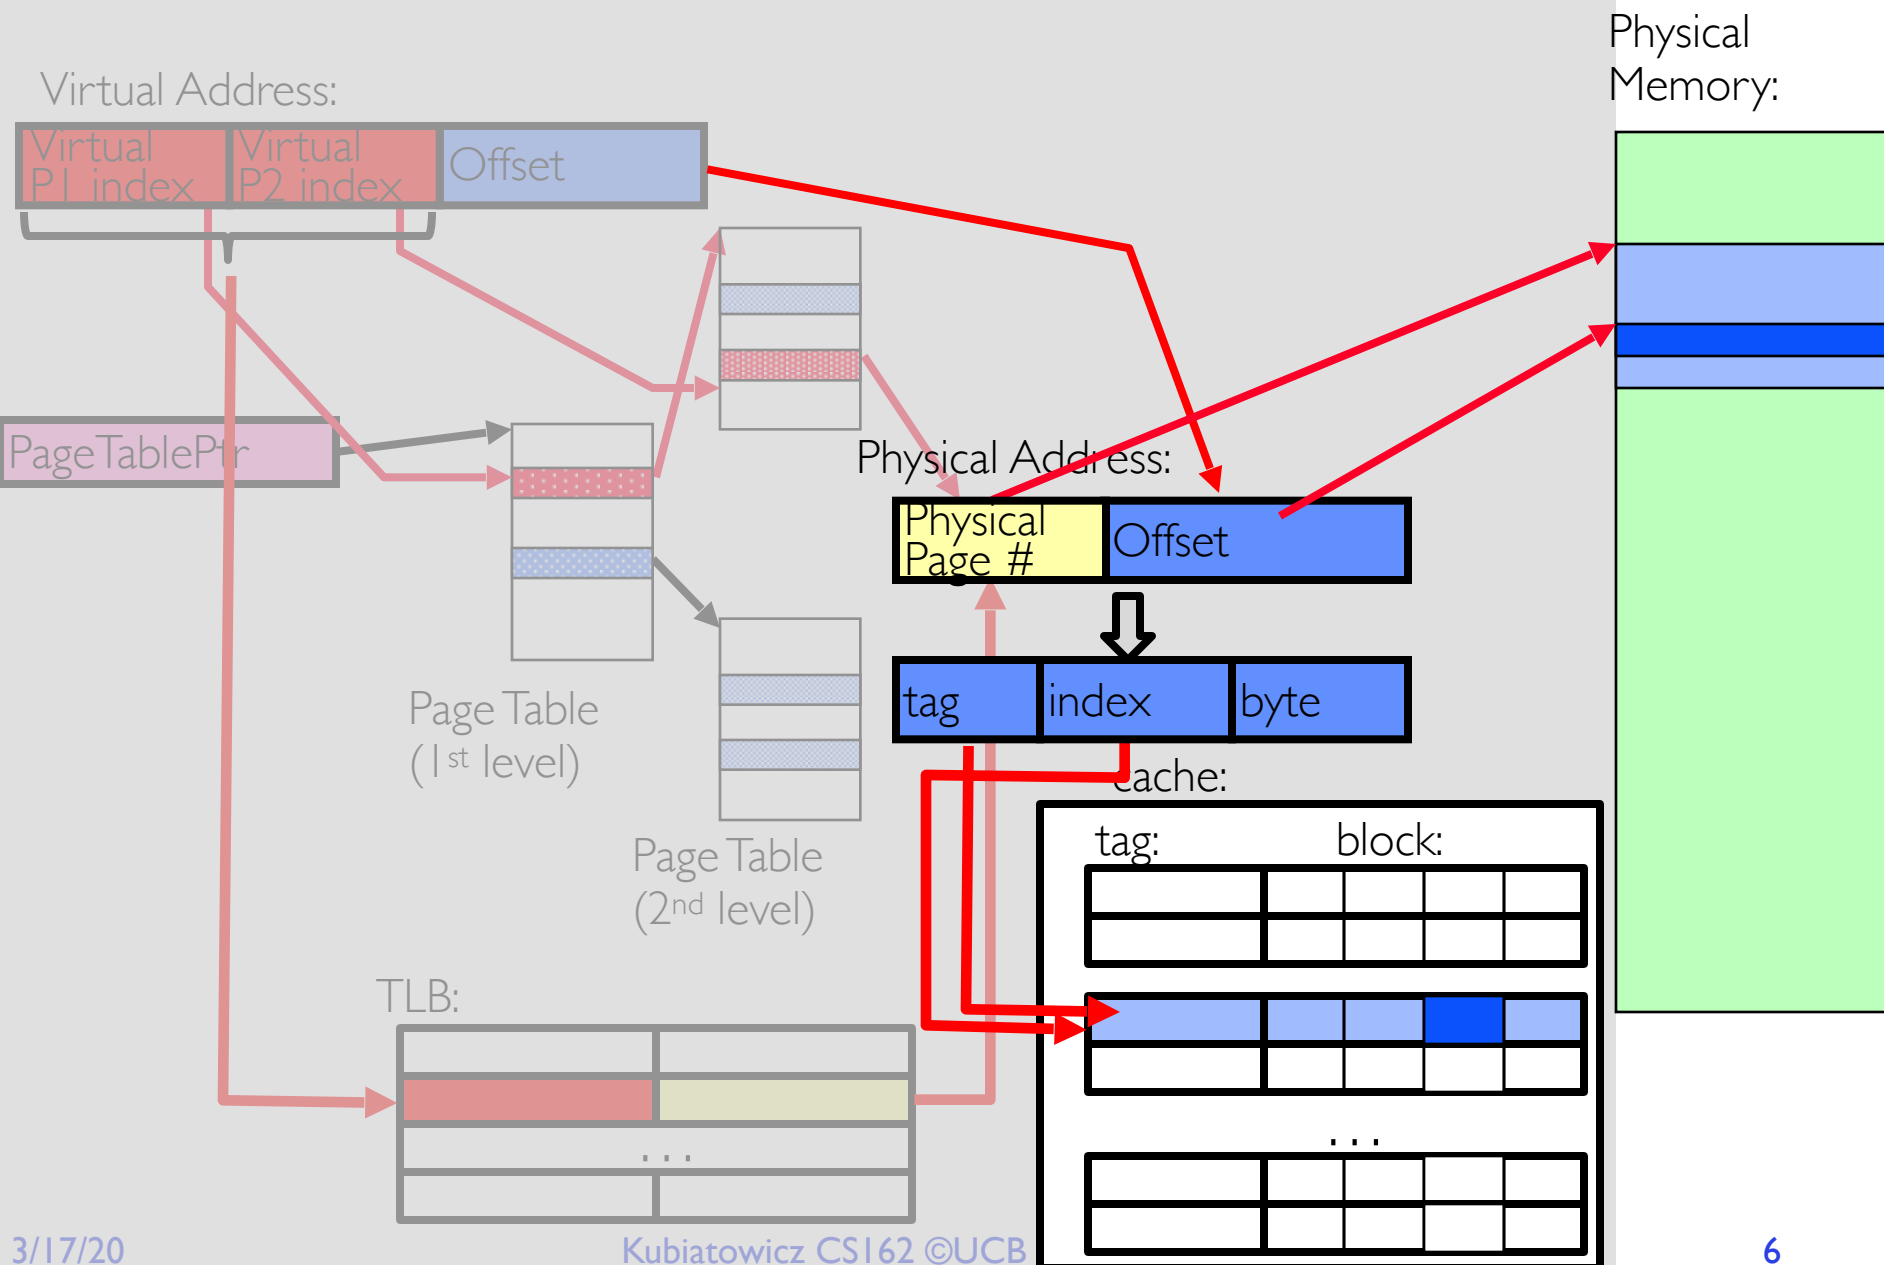 Physical
Memory:
Virtual Address:
Virtual
P1 index
Virtual
P2 index
Offset
PageTablePtr
Physical Address:
Physical
Page #
Offset
tag
index
byte
Page Table
(1st level)
cache:
tag:
block:
Page Table
(2nd level)
TLB:
. . .
. . .
3/17/20
Kubiatowicz CS162 ©UCB
6